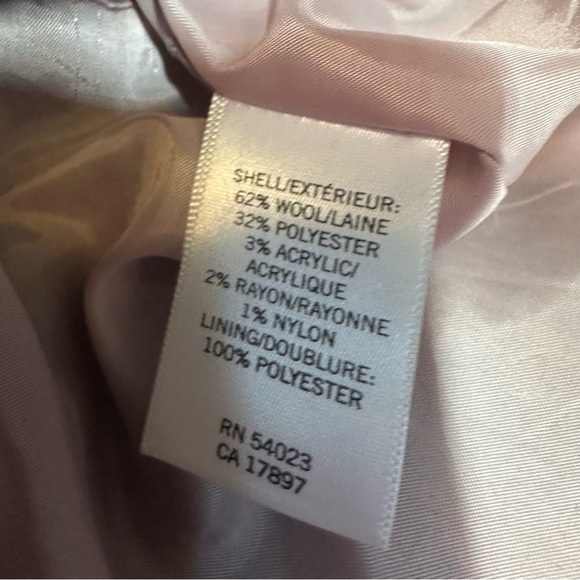 SHELL/EXTÉRIEUR:
62% WOOL/LAINE
32% POLYESTER
3% ACRYLIC/
ACRYLIQUE
2% RAYON/RAYONNE
1% NYLON
LINING/DOUBLURE:
100% POLYESTER
RN 54023
CA 17897